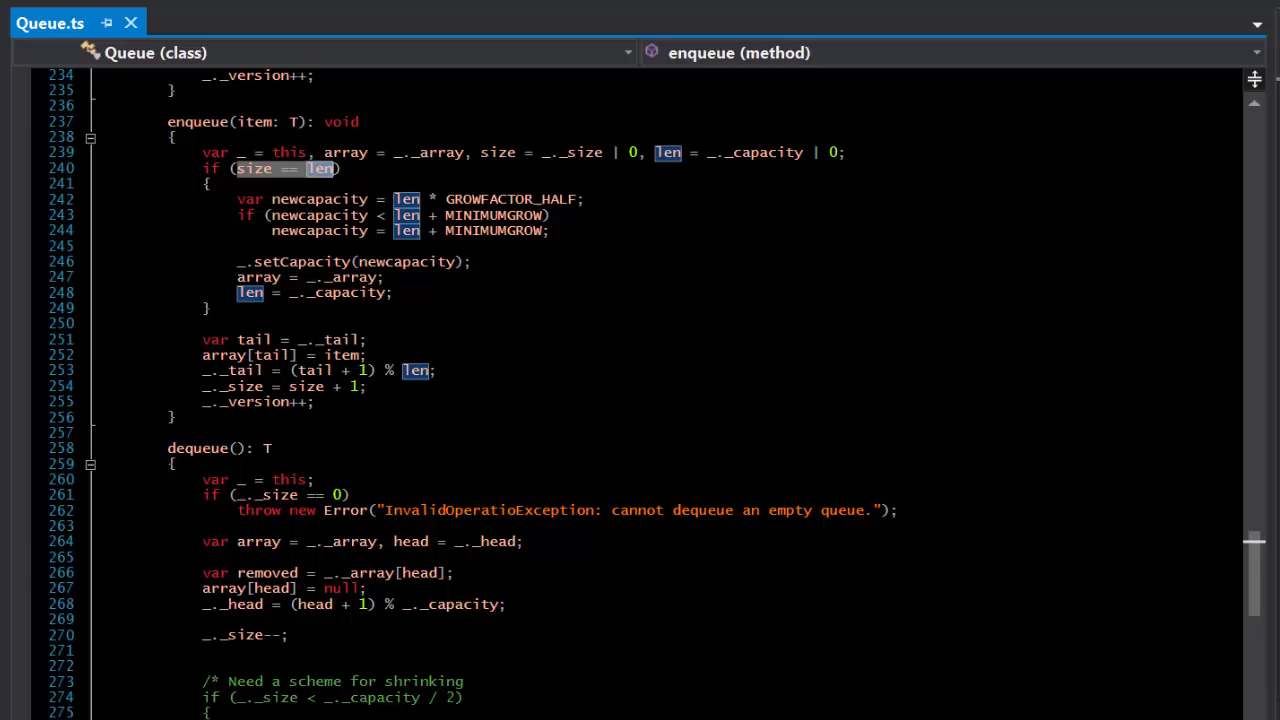 Queue.ts
Queue (class) enqueue (method)
234 _._version++;
235 }
236
237 enqueue(item: T): void
238 {
239 var _ = this, array = _._array, size = _._size | 0, len = _._capacity | 0;
240 if (size == len)
241 {
242 var newcapacity = len * GROWFACTOR_HALF;
243 if (newcapacity < len + MINIMUMGROW)
244 newcapacity = len + MINIMUMGROW;
245
246 _.setCapacity(newcapacity);
247 array = _._array;
248 len = _._capacity;
249 }
250
251 var tail = _._tail;
252 array[tail] = item;
253 _._tail = (tail + 1) % len;
254 _._size = size + 1;
255 _._version++;
256 }
257
258 dequeue(): T
259 {
260 var _ = this;
261 if (_._size == 0)
262 throw new Error("InvalidOperatioException: cannot dequeue an empty queue.");
263
264 var array = _._array, head = _._head;
265
266 var removed = _._array[head];
267 array[head] = null;
268 _._head = (head + 1) % _._capacity;
269
270 _._size--;
271
272
273 /* Need a scheme for shrinking
274 if (_._size < _._capacity / 2)
275 {